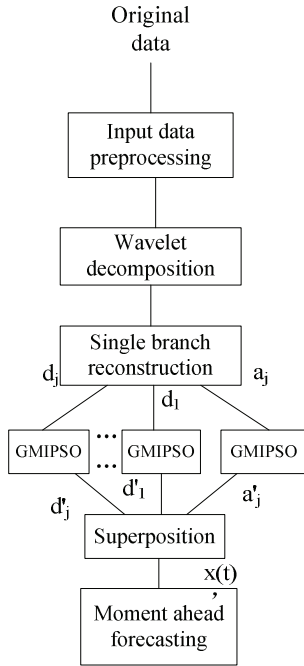 Original
data
Input data
preprocessing
Wavelet
decomposition
Single branch
reconstruction
dj
d1
aj
GMIPSO
...
...
GMIPSO
GMIPSO
d'j
d'1
a'j
Superposition
x(t)
,
Moment ahead
forecasting